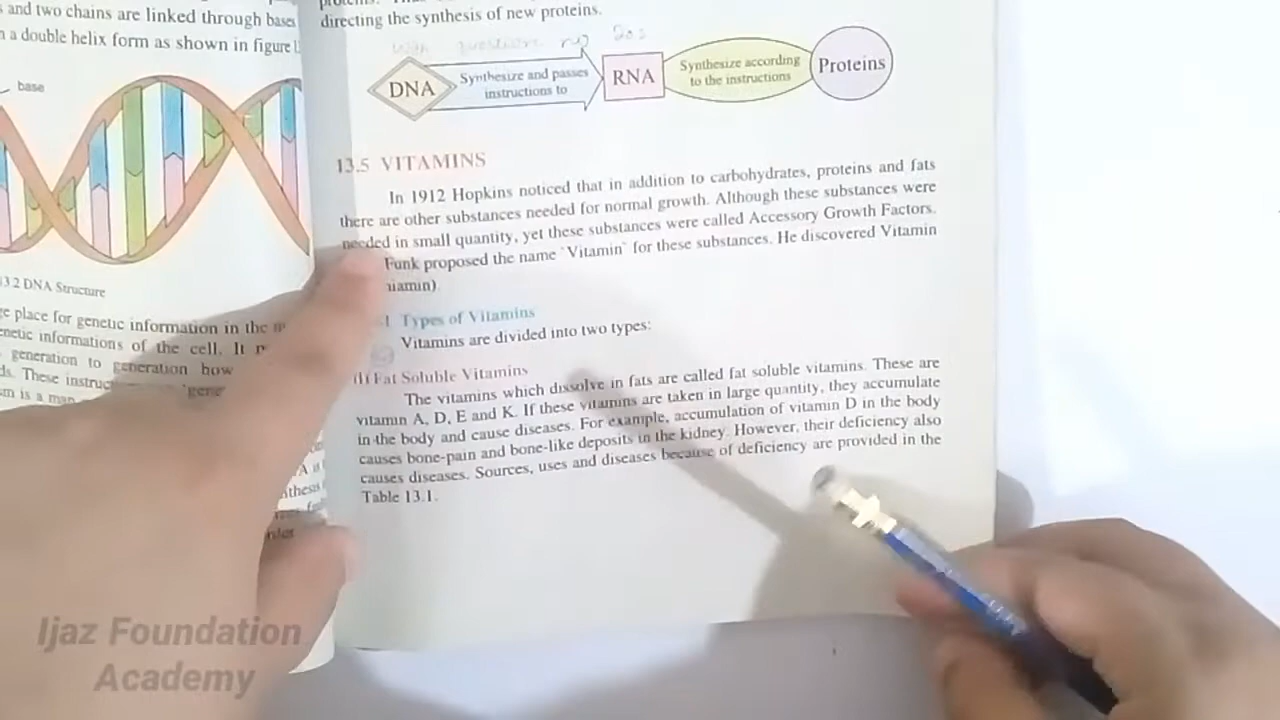 s and two chains are linked through bases
a double helix form as shown in figure
base
3.2 DNA Structure
place for genetic information in the
informations of the cell. It
generation to generation how
These instruc 'gene
is a
directing the synthesis of new proteins.
DNA
Synthesize and passes
instructions to
RNA
Synthesize according
to the instructions
Proteins
13.5 VITAMINS
In 1912 Hopkins noticed that in addition to carbohydrates, proteins and fats
there are other substances needed for normal growth. Although these substances were
needed in small quantity, yet these substances were called Accessory Growth Factors.
Funk proposed the name `Vitamin` for these substances. He discovered Vitamin
iamin)
1 Types of Vitamins
Vitamins are divided into two types:
(I) Fat Soluble Vitamins
The vitamins which dissolve in fats are called fat soluble vitamins. These are
vitamin A, D, E and K. If these vitamins are taken in large quantity, they accumulate
in the body and cause diseases. For example, accumulation of vitamin D in the body
causes bone-pain and bone-like deposits in the kidney. However, their deficiency also
causes diseases. Sources, uses and diseases because of deficiency are provided in the
Table 13.1.
Ijaz Foundation
Academy